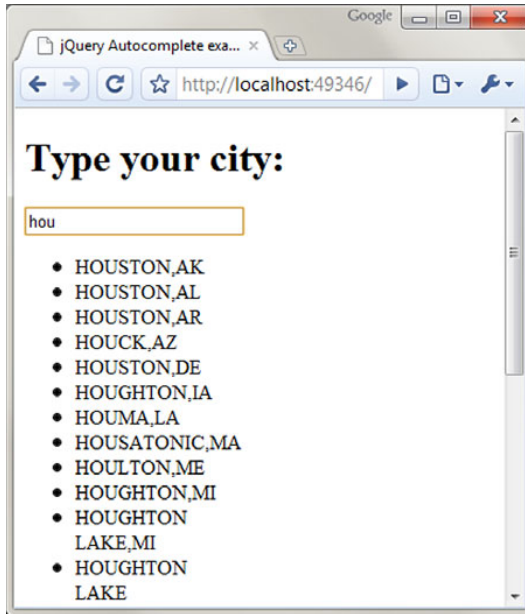 Google
jQuery Autocomplete exa...
http://localhost:49346/
Type your city:
hou
HOUSTON,AK
HOUSTON,AL
HOUSTON,AR
HOUCK,AZ
HOUSTON,DE
HOUGHTON,IA
HOUMA,LA
HOUSATONIC,MA
HOULTON,ME
HOUGHTON,MI
HOUGHTON
LAKE,MI
HOUGHTON
LAKE